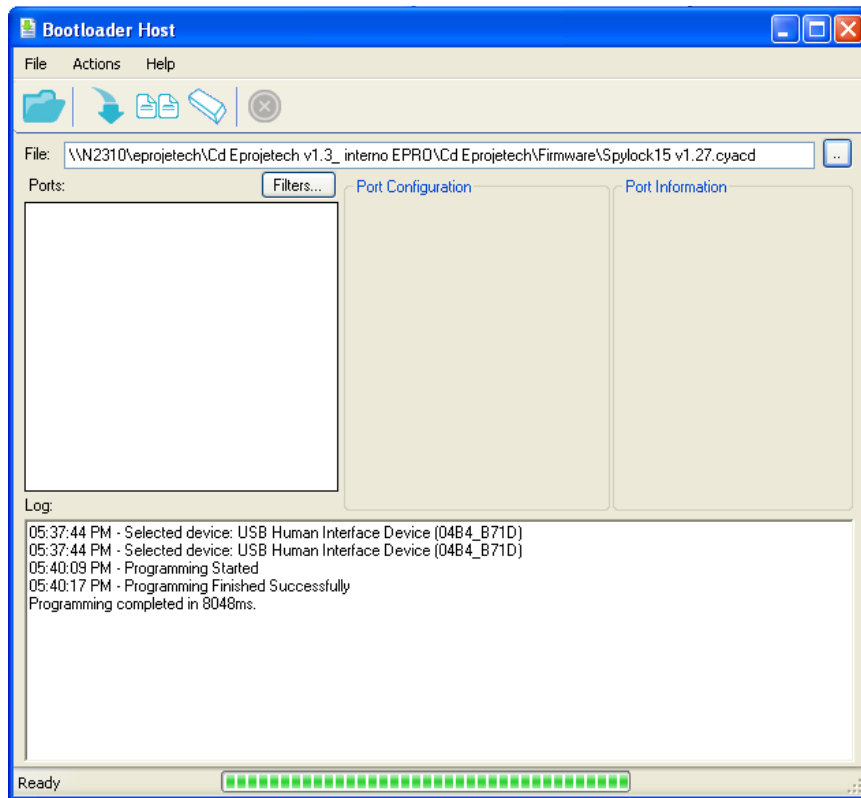 Bootloader Host
File Actions Help
File: \\N2310\eprojetech\Cd Eprojetech v1.3_ interno EPRO\Cd Eprojetech\Firmware\Spylock15 v1.27.cyacd ..
Ports: Filters... Port Configuration Port Information
Log:
05:37:44 PM - Selected device: USB Human Interface Device (04B4_B71D)
05:37:44 PM - Selected device: USB Human Interface Device (04B4_B71D)
05:40:09 PM - Programming Started
05:40:17 PM - Programming Finished Successfully
Programming completed in 8048ms.
Ready